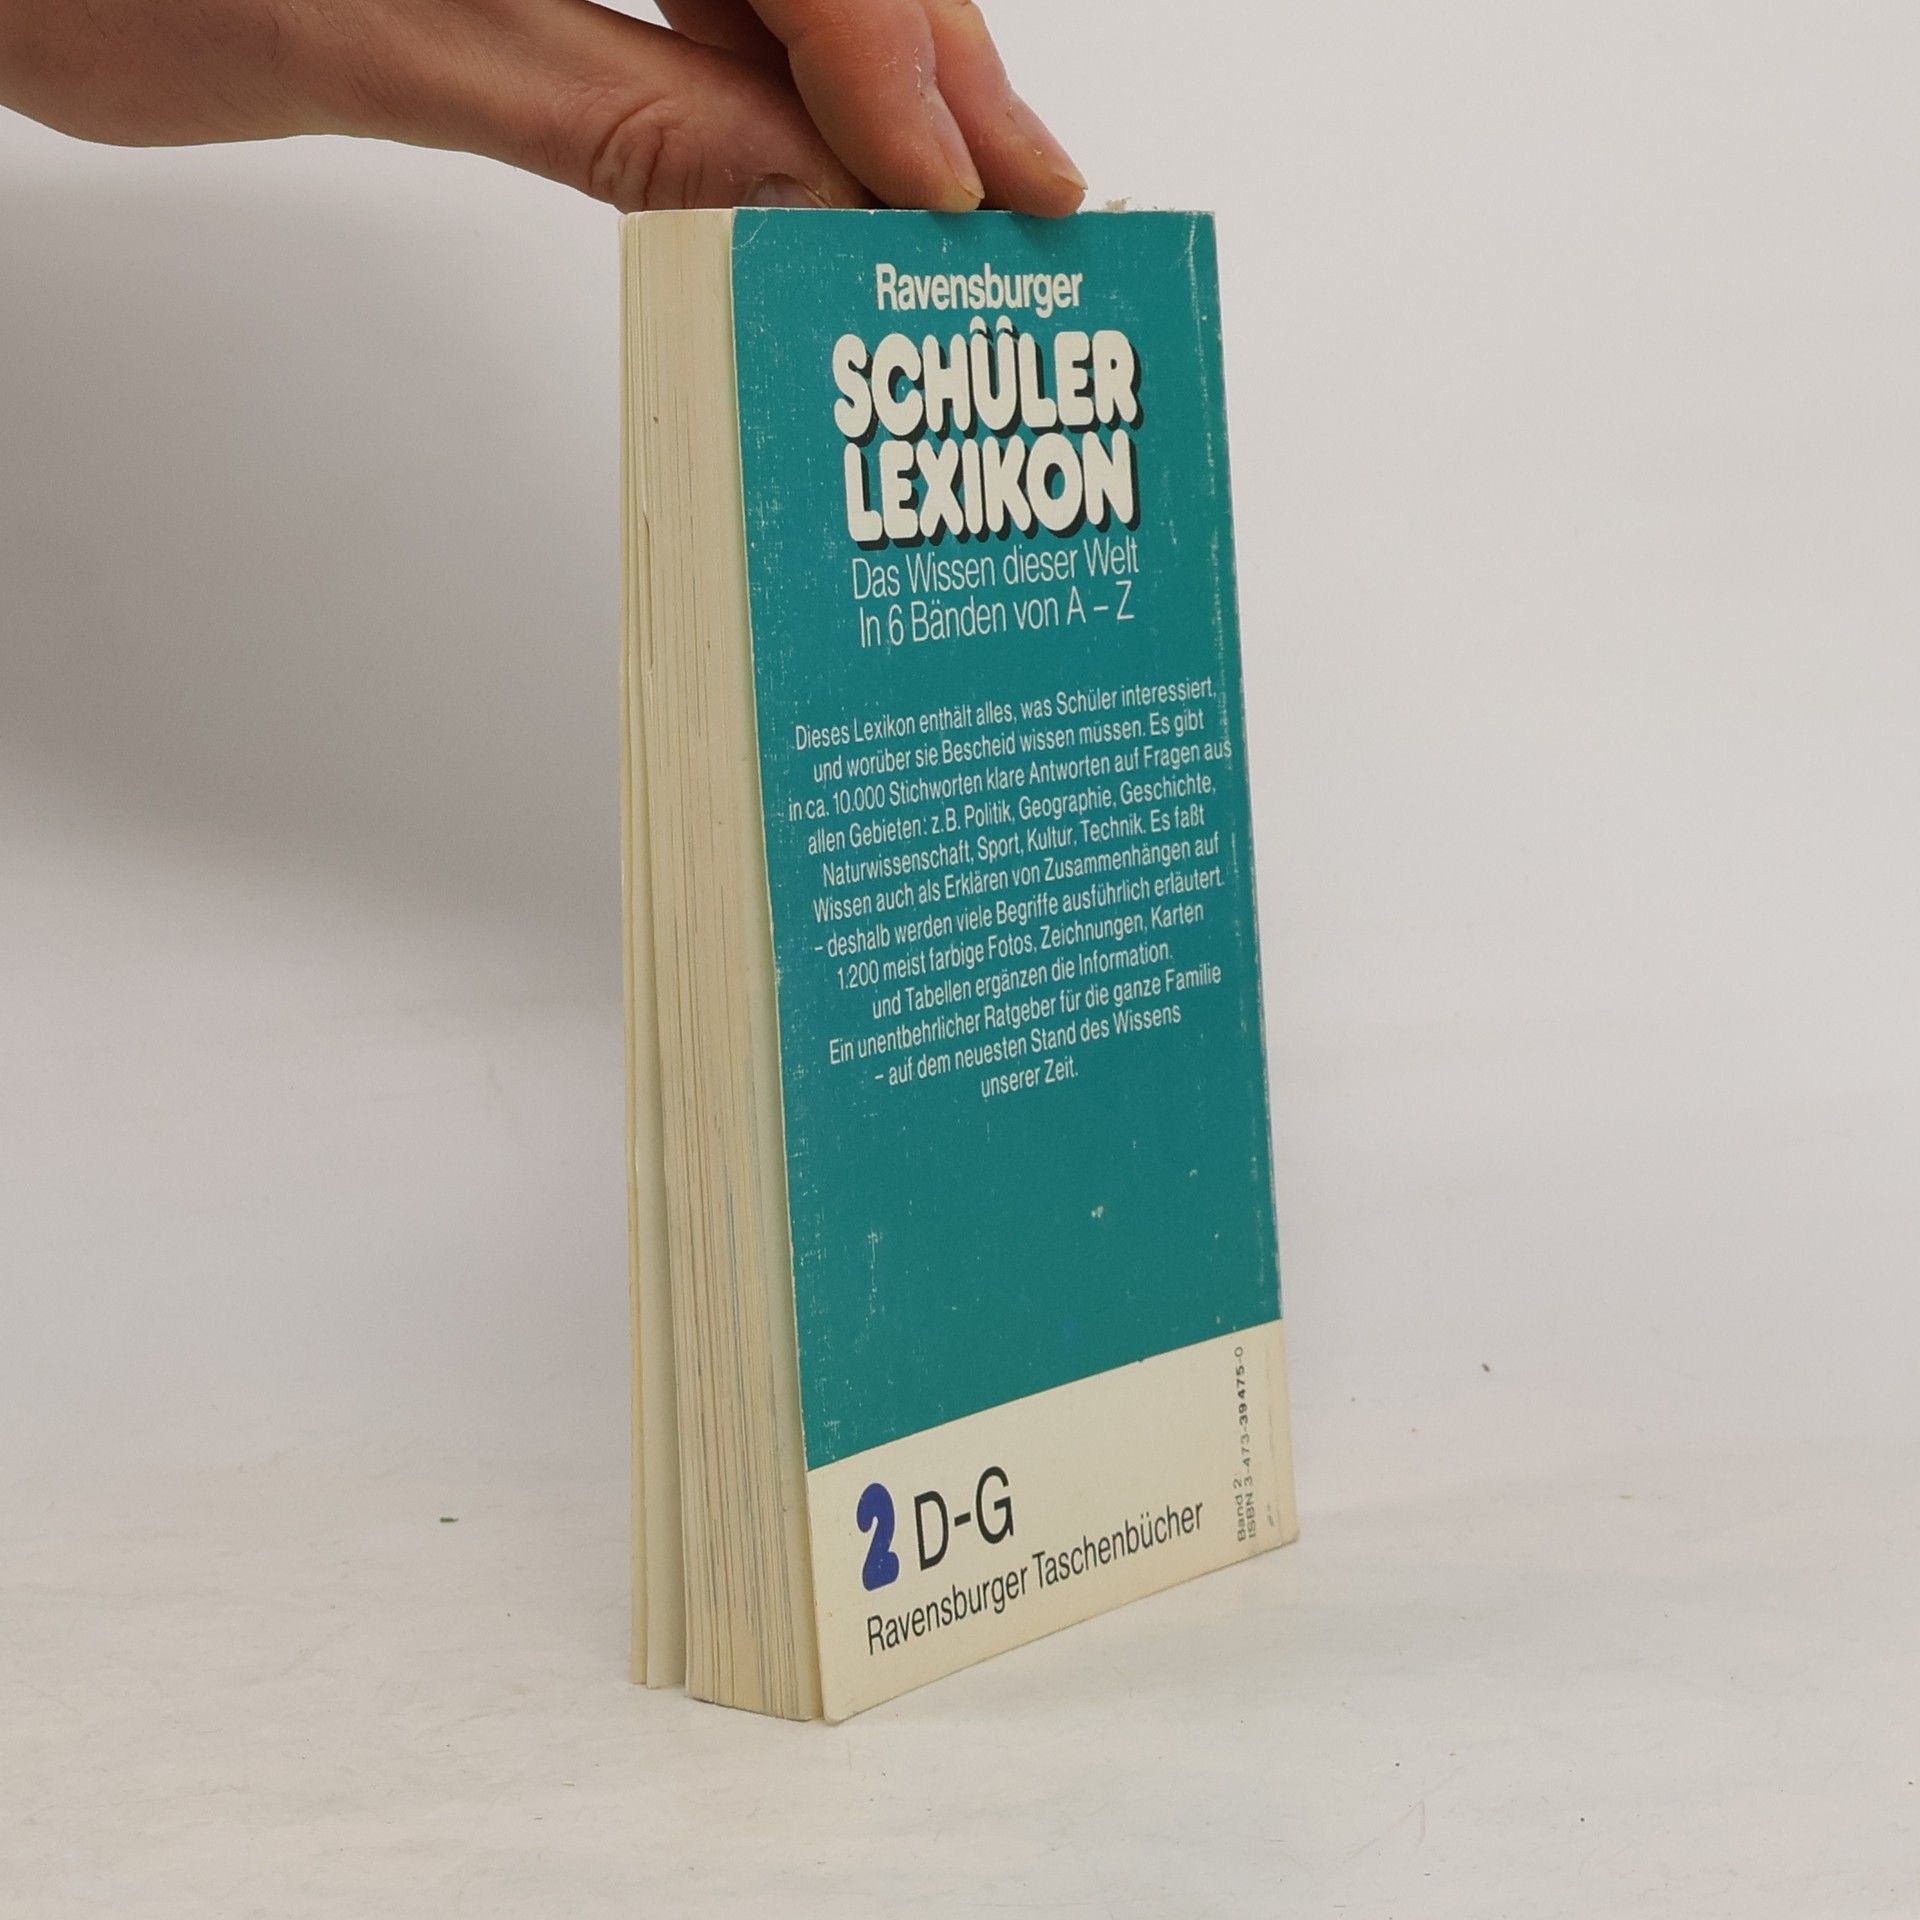 Ravensburger
SCHÜLER
LEXIKON
Das Wissen dieser Welt
In 6 Bänden von A – Z
Dieses Lexikon enthält alles, was Schüler interessiert,
und worüber sie Bescheid wissen müssen. Es gibt
in ca. 10.000 Stichworten klare Antworten auf Fragen aus
allen Gebieten: z.B. Politik, Geographie, Geschichte,
Naturwissenschaft, Sport, Kultur, Technik. Es faßt
Wissen auch als Erklären von Zusammenhängen auf
– deshalb werden viele Begriffe ausführlich erläutert.
1.200 meist farbige Fotos, Zeichnungen, Karten
und Tabellen ergänzen die Information.
Ein unentbehrlicher Ratgeber für die ganze Familie
– auf dem neuesten Stand des Wissens
unserer Zeit.
2 D-G
Ravensburger Taschenbücher
Band 2:
ISBN 3-473-39475-0